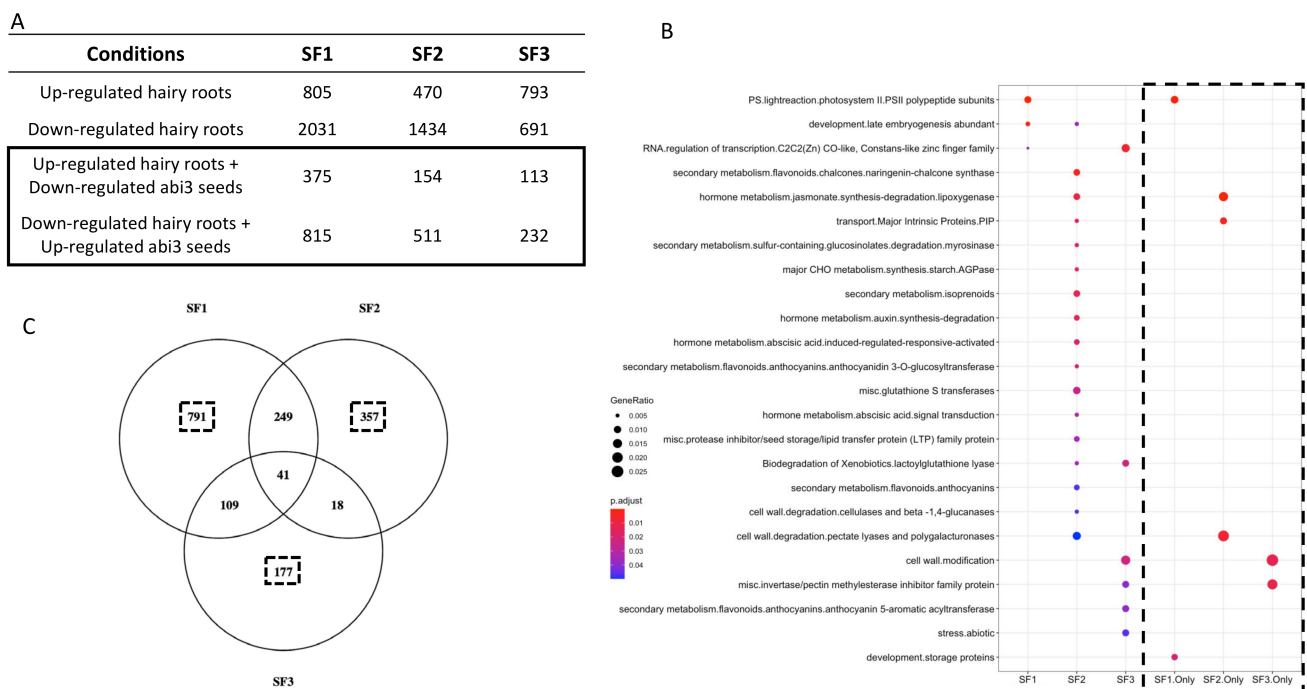 A
Conditions SF1 SF2 SF3
Up-regulated hairy roots 805 470 793
Down-regulated hairy roots 2031 1434 691
Up-regulated hairy roots +
Down-regulated abi3 seeds 375 154 113
Down-regulated hairy roots +
Up-regulated abi3 seeds 815 511 232
B
PS.lightreaction.photosystem II.PSII polypeptide subunits
development.late embryogenesis abundant
RNA.regulation of transcription.C2C2(Zn) CO-like, Constans-like zinc finger family
secondary metabolism.flavonoids.chalcones.naringenin-chalcone synthase
hormone metabolism.jasmonate.synthesis-degradation.lipoxygenase
transport.Major Intrinsic Proteins.PIP
secondary metabolism.sulfur-containing.glucosinolates.degradation.myrosinase
major CHO metabolism.synthesis.starch.AGPase
secondary metabolism.isoprenoids
hormone metabolism.auxin.synthesis-degradation
hormone metabolism.abscisic acid.induced-regulated-responsive-activated
secondary metabolism.flavonoids.anthocyanins.anthocyanidin 3-O-glucosyltransferase
misc.glutathione S transferases
hormone metabolism.abscisic acid.signal transduction
misc.protease inhibitor/seed storage/lipid transfer protein (LTP) family protein
Biodegradation of Xenobiotics.lactoylglutathione lyase
secondary metabolism.flavonoids.anthocyanins
cell wall.degradation.cellulases and beta -1,4-glucanases
cell wall.degradation.pectate lyases and polygalacturonases
cell wall.modification
misc.invertase/pectin methylesterase inhibitor family protein
secondary metabolism.flavonoids.anthocyanins.anthocyanin 5-aromatic acyltransferase
stress.abiotic
development.storage proteins
SF1 SF2 SF3 SF1.Only SF2.Only SF3.Only
GeneRatio
0.005
0.010
0.015
0.020
0.025
p.adjust
0.01
0.02
0.03
0.04
C
SF1 SF2
791 249 357
41
109 18
177
SF3